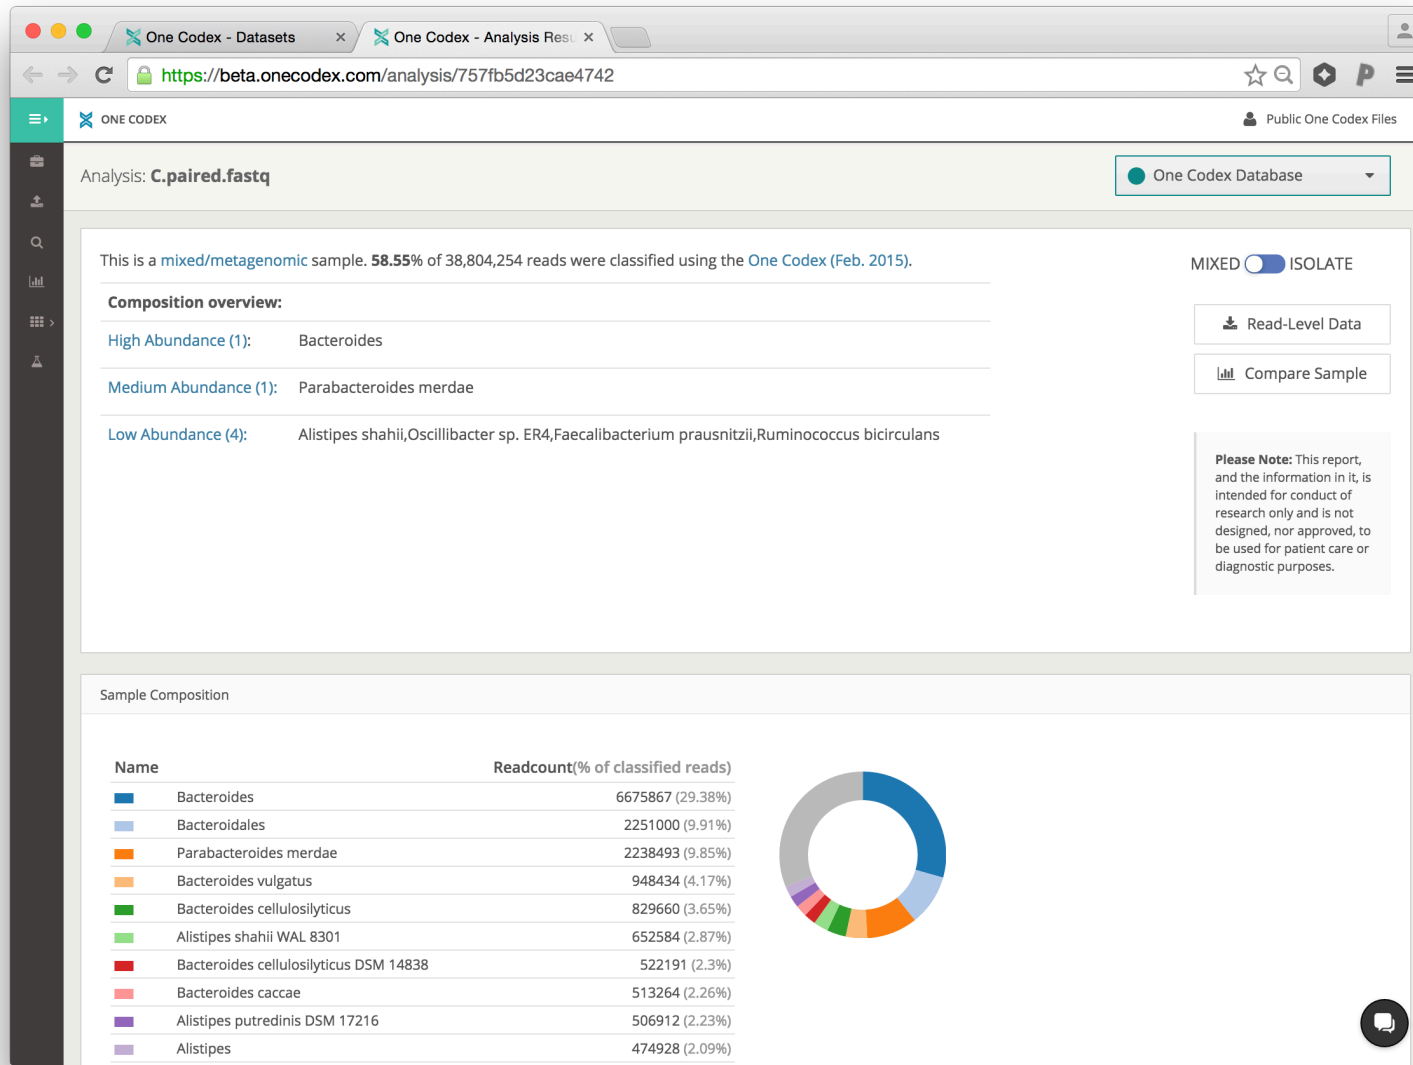 One Codex - Datasets
One Codex - Analysis Resu
https://beta.onecodex.com/analysis/757fb5d23cae4742
ONE CODEX
Public One Codex Files
Analysis: C.paired.fastq
One Codex Database
This is a mixed/metagenomic sample. 58.55% of 38,804,254 reads were classified using the One Codex (Feb. 2015).
MIXED ISOLATE
Composition overview:
High Abundance (1): Bacteroides
Medium Abundance (1): Parabacteroides merdae
Low Abundance (4): Alistipes shahii,Oscillibacter sp. ER4,Faecalibacterium prausnitzii,Ruminococcus bicirculans
Read-Level Data
Compare Sample
Please Note: This report,
and the information in it, is
intended for conduct of
research only and is not
designed, nor approved, to
be used for patient care or
diagnostic purposes.
Sample Composition
Name Readcount(% of classified reads)
Bacteroides 6675867 (29.38%)
Bacteroidales 2251000 (9.91%)
Parabacteroides merdae 2238493 (9.85%)
Bacteroides vulgatus 948434 (4.17%)
Bacteroides cellulosilyticus 829660 (3.65%)
Alistipes shahii WAL 8301 652584 (2.87%)
Bacteroides cellulosilyticus DSM 14838 522191 (2.3%)
Bacteroides caccae 513264 (2.26%)
Alistipes putredinis DSM 17216 506912 (2.23%)
Alistipes 474928 (2.09%)